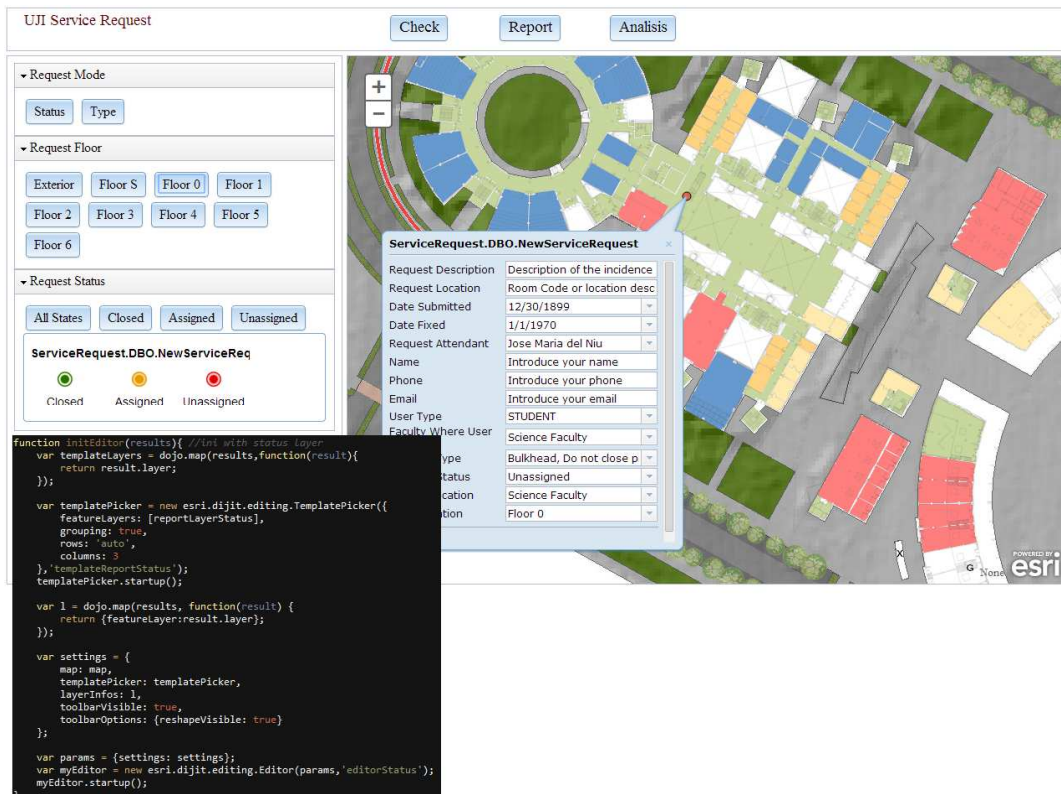 UJI Service Request
Check Report Analisis
Request Mode
Status Type
Request Floor
Exterior Floor S Floor 0 Floor 1
Floor 2 Floor 3 Floor 4 Floor 5
Floor 6
Request Status
All States Closed Assigned Unassigned
ServiceRequest.DBO.NewServiceReq
Closed Assigned Unassigned
+
−
ServiceRequest.DBO.NewServiceRequest
Request Description Description of the incidence
Request Location Room Code or location desc
Date Submitted 12/30/1899
Date Fixed 1/1/1970
Request Attendant Jose Maria del Niu
Name Introduce your name
Phone Introduce your phone
Email Introduce your email
User Type STUDENT
Faculty Where User Science Faculty
ype Bulkhead, Do not close p
Status Unassigned
cation Science Faculty
tion Floor 0
X
G None
POWERED BY
esri
function initEditor(results){ //ini with status layer
var templateLayers = dojo.map(results,function(result){
return result.layer;
});
var templatePicker = new esri.dijit.editing.TemplatePicker({
featureLayers: [reportLayerStatus],
grouping: true,
rows: 'auto',
columns: 3
},'templateReportStatus');
templatePicker.startup();
var l = dojo.map(results, function(result) {
return {featureLayer:result.layer};
});
var settings = {
map: map,
templatePicker: templatePicker,
layerInfos: l,
toolbarVisible: true,
toolbarOptions: {reshapeVisible: true}
};
var params = {settings: settings};
var myEditor = new esri.dijit.editing.Editor(params,'editorStatus');
myEditor.startup();
}